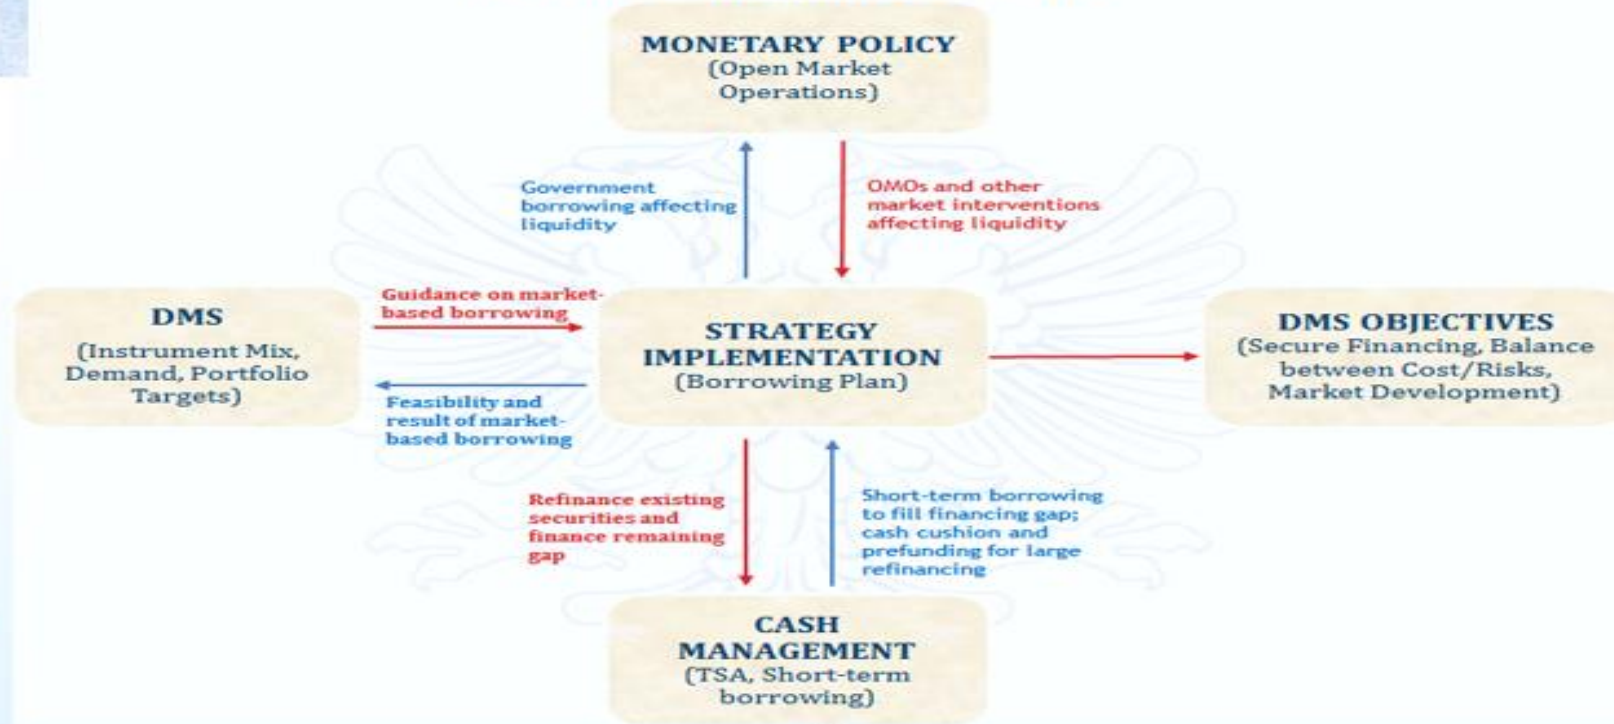 MONETARY POLICY
(Open Market
Operations)
Government
borrowing affecting
liquidity
OMOs and other
market interventions
affecting liquidity
DMS
(Instrument Mix,
Demand, Portfolio
Targets)
Guidance on market-
based borrowing
Feasibility and
result of market-
based borrowing
STRATEGY
IMPLEMENTATION
(Borrowing Plan)
DMS OBJECTIVES
(Secure Financing, Balance
between Cost/Risks,
Market Development)
Refinance existing
securities and
finance remaining
gap
Short-term borrowing
to fill financing gap;
cash cushion and
prefunding for large
refinancing
CASH
MANAGEMENT
(TSA, Short-term
borrowing)